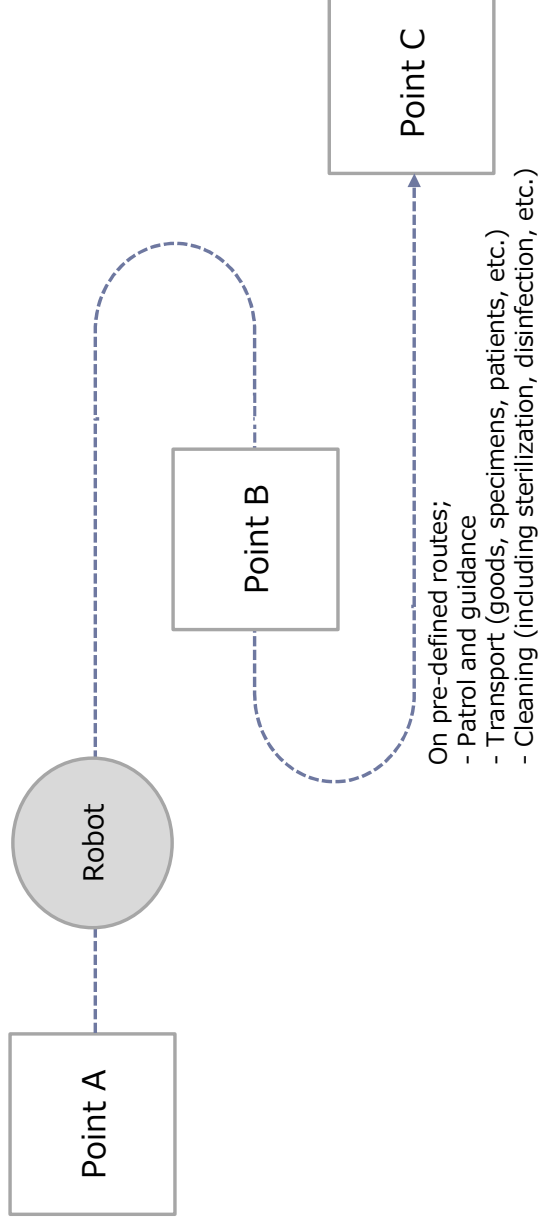 Point A
Robot
Point B
Point C
On pre-defined routes;
- Patrol and guidance
- Transport (goods, specimens, patients, etc.)
- Cleaning (including sterilization, disinfection, etc.)